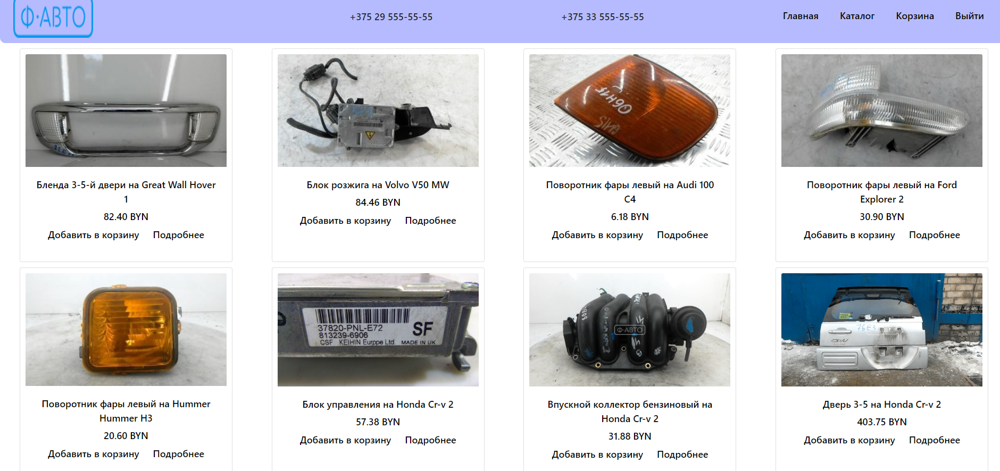 Ф·АВТО
+375 29 555-55-55
+375 33 555-55-55
Главная
Каталог
Корзина
Выйти
Бленда 3-5-й двери на Great Wall Hover
1
82.40 BYN
Добавить в корзину Подробнее
Блок розжига на Volvo V50 MW
84.46 BYN
Добавить в корзину Подробнее
Поворотник фары левый на Audi 100
C4
6.18 BYN
Добавить в корзину Подробнее
Поворотник фары левый на Ford
Explorer 2
30.90 BYN
Добавить в корзину Подробнее
Поворотник фары левый на Hummer
Hummer H3
20.60 BYN
Добавить в корзину Подробнее
37820-PNL-E72
813239-6906
SF
CSF KEIHIN Europe Ltd. MADE IN UK
Блок управления на Honda Cr-v 2
57.38 BYN
Добавить в корзину Подробнее
Ф·АВТО
Впускной коллектор бензиновый на
Honda Cr-v 2
31.88 BYN
Добавить в корзину Подробнее
76E3
Дверь 3-5 на Honda Cr-v 2
403.75 BYN
Добавить в корзину Подробнее